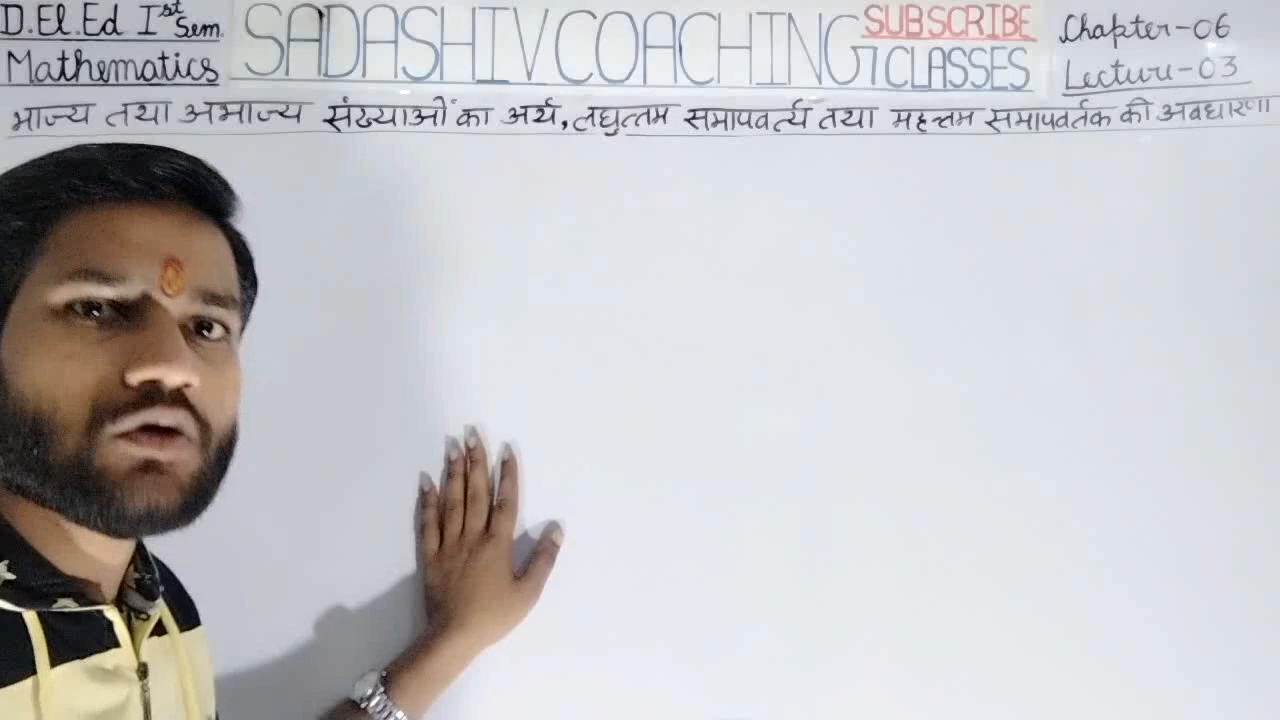 D.El.Ed Ist Sem.
Mathematics
SADASHIV COACHING CLASSES
SUBSCRIBE
Chapter-06
Lecture-03
भाज्य तथा अभाज्य संख्याओं का अर्थ, लघुत्तम समापवर्त्य तथा महत्तम समापवर्तक की अवधारणा